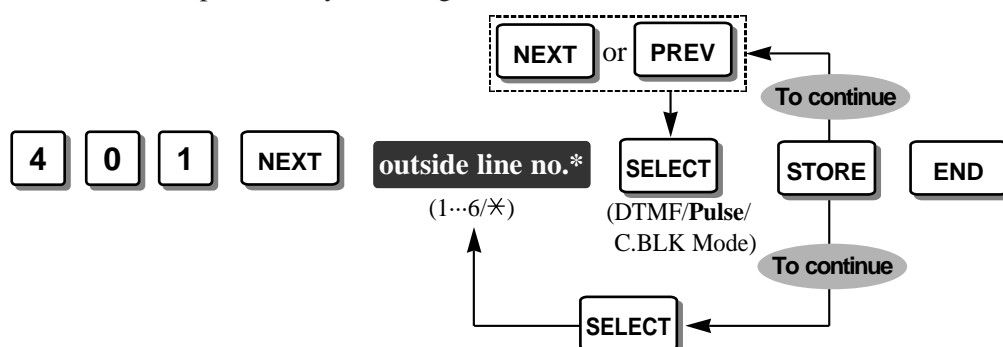 NEXT or PREV
To continue
4 0 1 NEXT outside line no.* SELECT STORE END
(1···6/✳) (DTMF/Pulse/
C.BLK Mode)
To continue
SELECT